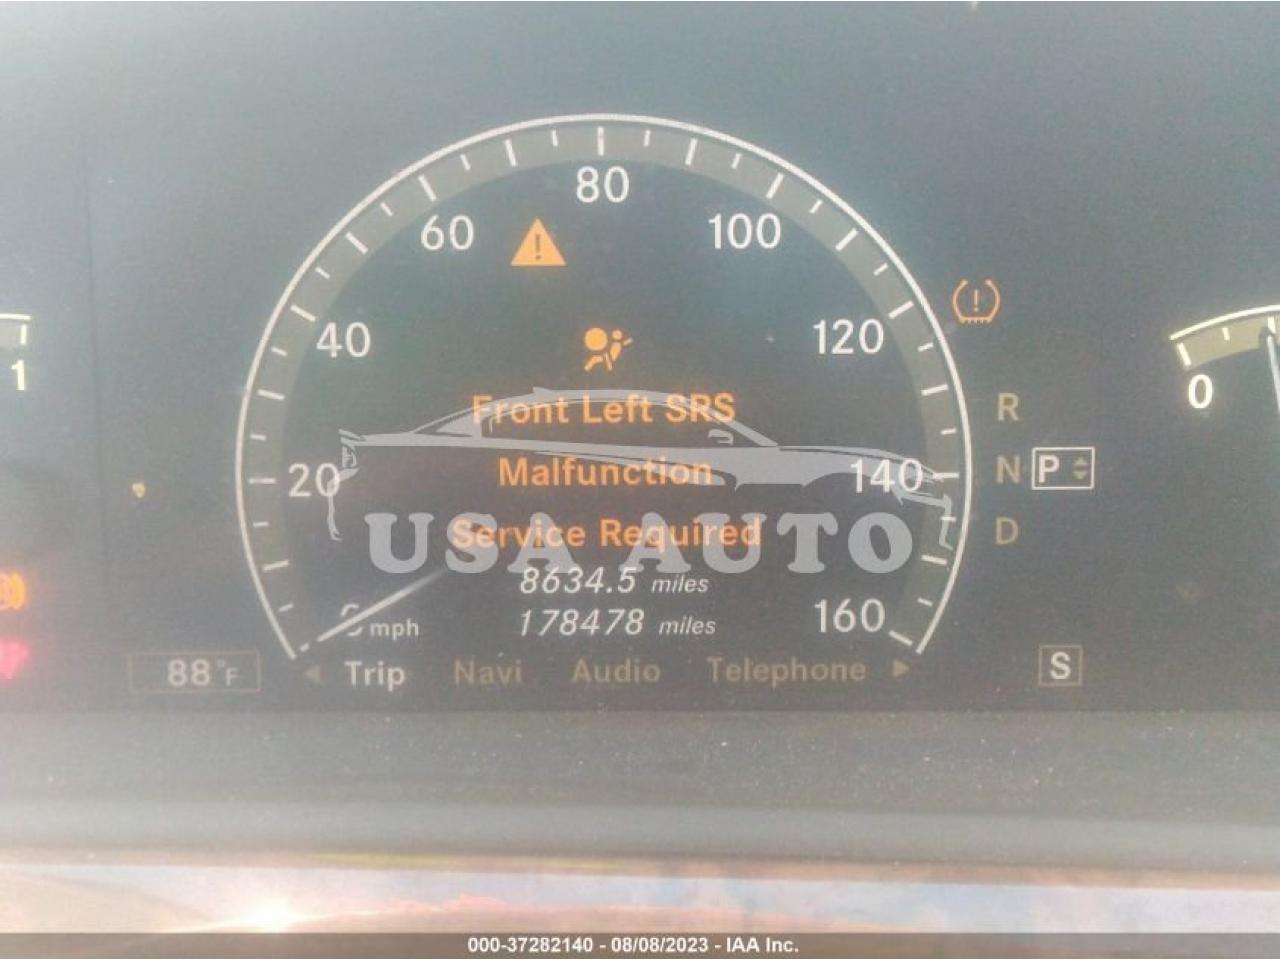 80
60
100
40
120
1
0
Front Left SRS
R
Malfunction
20
140
N P
USA AUTO
Service Required
D
8634.5 miles
178478 miles
160
mph
88°F
Trip Navi Audio Telephone
S
000-37282140 - 08/08/2023 - IAA Inc.